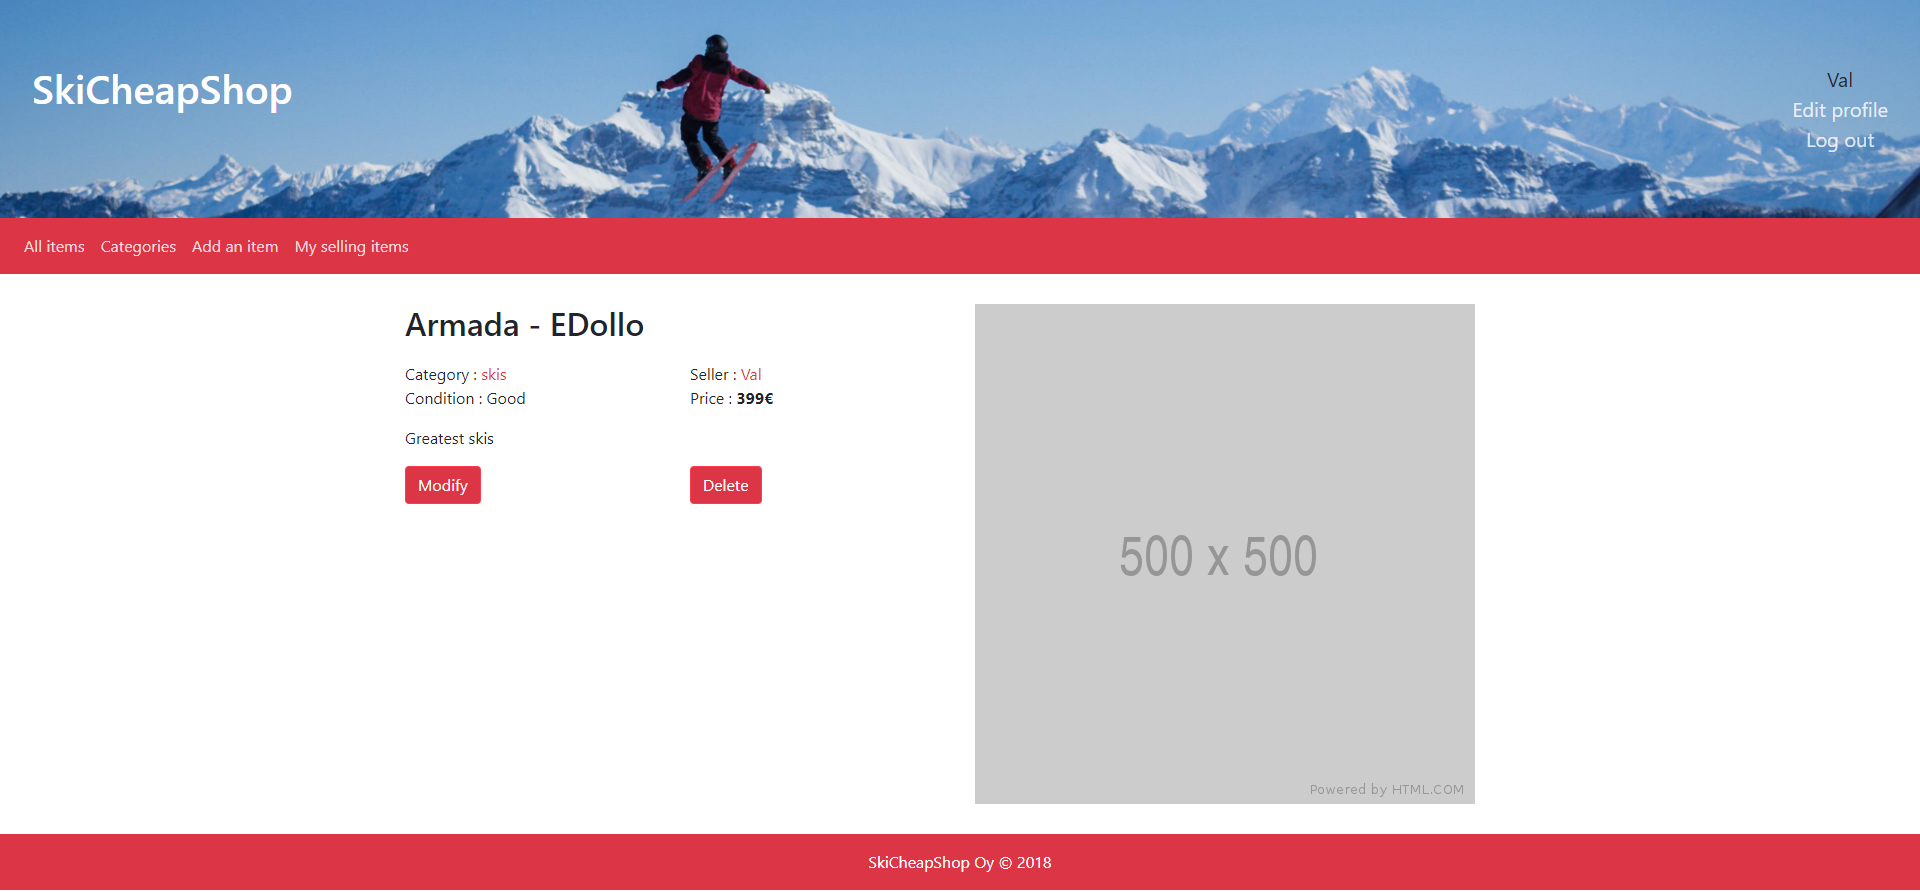 SkiCheapShop
Val
Edit profile
Log out
All items Categories Add an item My selling items
Armada - EDollo
Category : skis
Seller : Val
Condition : Good
Price : 399€
Greatest skis
Modify
Delete
500 x 500
Powered by HTML.COM
SkiCheapShop Oy © 2018